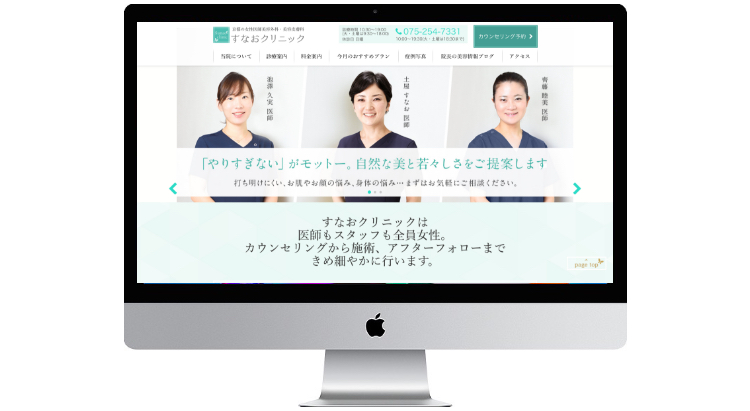 京都の女性医師美容外科・美容皮膚科
すなおクリニック
075-254-7331
カウンセリング予約
当院について
診療案内
料金案内
今月のおすすめプラン
症例写真
院長の美容情報ブログ
アクセス
土屋 すなお 医師
「やりすぎない」がモットー。自然な美と若々しさをご提案します
打ち明けにくい、お肌やお顔の悩み、身体の悩み…まずはお気軽にご相談ください。
すなおクリニックは
医師もスタッフも全員女性。
カウンセリングから施術、アフターフォローまで
きめ細やかに行います。
page top